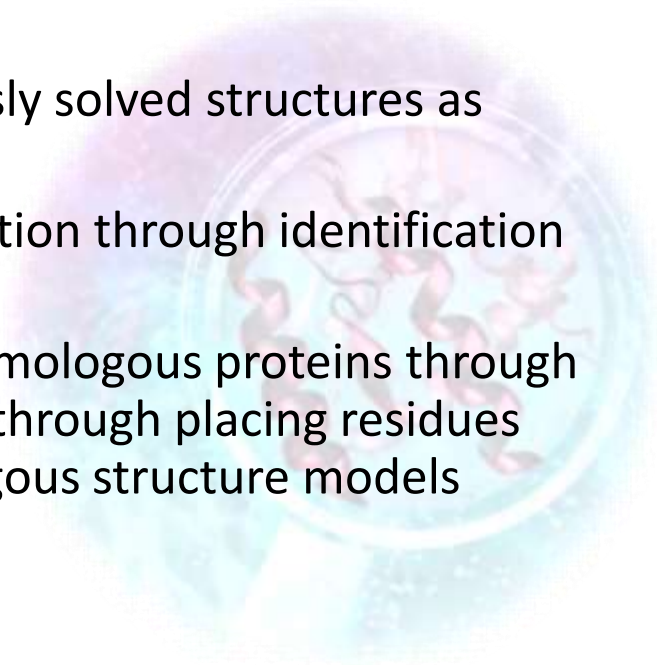 sly solved structures as
tion through identification
mologous proteins through
through placing residues
gous structure models